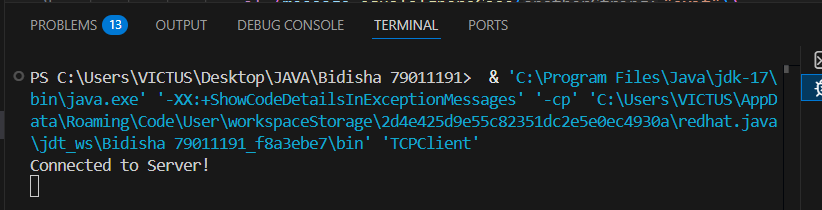 PROBLEMS 13 OUTPUT DEBUG CONSOLE TERMINAL PORTS
PS C:\Users\VICTUS\Desktop\JAVA\Bidisha 79011191> & 'C:\Program Files\Java\jdk-17\
bin\java.exe' '-XX:+ShowCodeDetailsInExceptionMessages' '-cp' 'C:\Users\VICTUS\AppD
ata\Roaming\Code\User\workspaceStorage\2d4e425d9e55c82351dc2e5e0ec4930a\redhat.java
\jdt_ws\Bidisha 79011191_f8a3ebe7\bin' 'TCPClient'
Connected to Server!